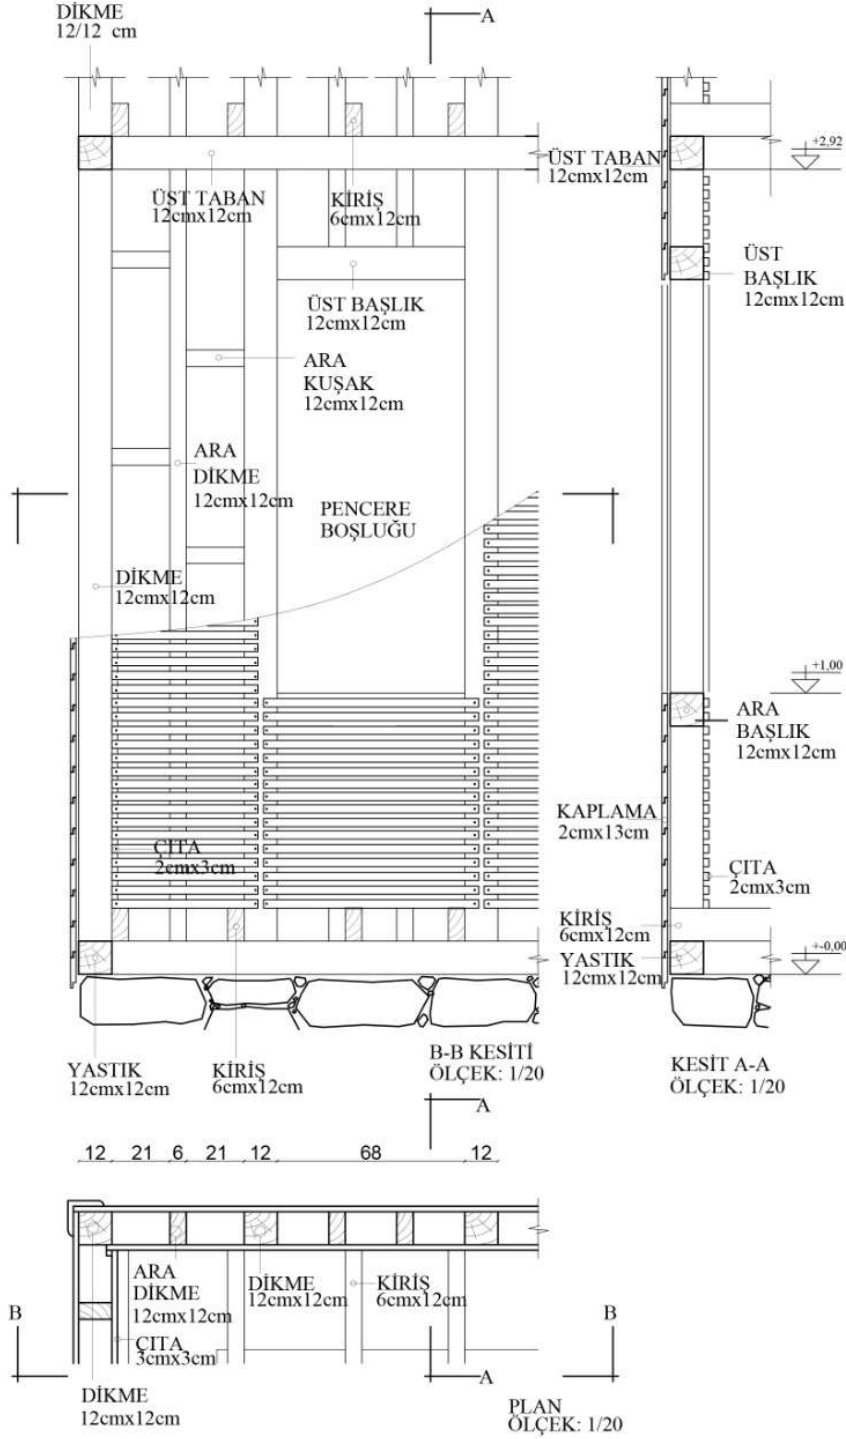 DİKME
12/12 cm
A
ÜST TABAN
12cmx12cm
KİRİŞ
6cmx12cm
ÜST TABAN
12cmx12cm
+2,92
ÜST
BAŞLIK
12cmx12cm
ÜST BAŞLIK
12cmx12cm
ARA
KUŞAK
12cmx12cm
ARA
DİKME
12cmx12cm
PENCERE
BOŞLUĞU
DİKME
12cmx12cm
+1,00
ARA
BAŞLIK
12cmx12cm
KAPLAMA
2cmx13cm
ÇITA
2cmx3cm
ÇITA
2cmx3cm
KİRİŞ
6cmx12cm
YASTIK
12cmx12cm
+-0,00
YASTIK
12cmx12cm
KİRİŞ
6cmx12cm
B-B KESİTİ
ÖLÇEK: 1/20
KESİT A-A
ÖLÇEK: 1/20
A
12 21 6 21 12 68 12
ARA
DİKME
12cmx12cm
DİKME
12cmx12cm
KİRİŞ
6cmx12cm
B
B
ÇITA
3cmx3cm
A
DİKME
12cmx12cm
PLAN
ÖLÇEK: 1/20